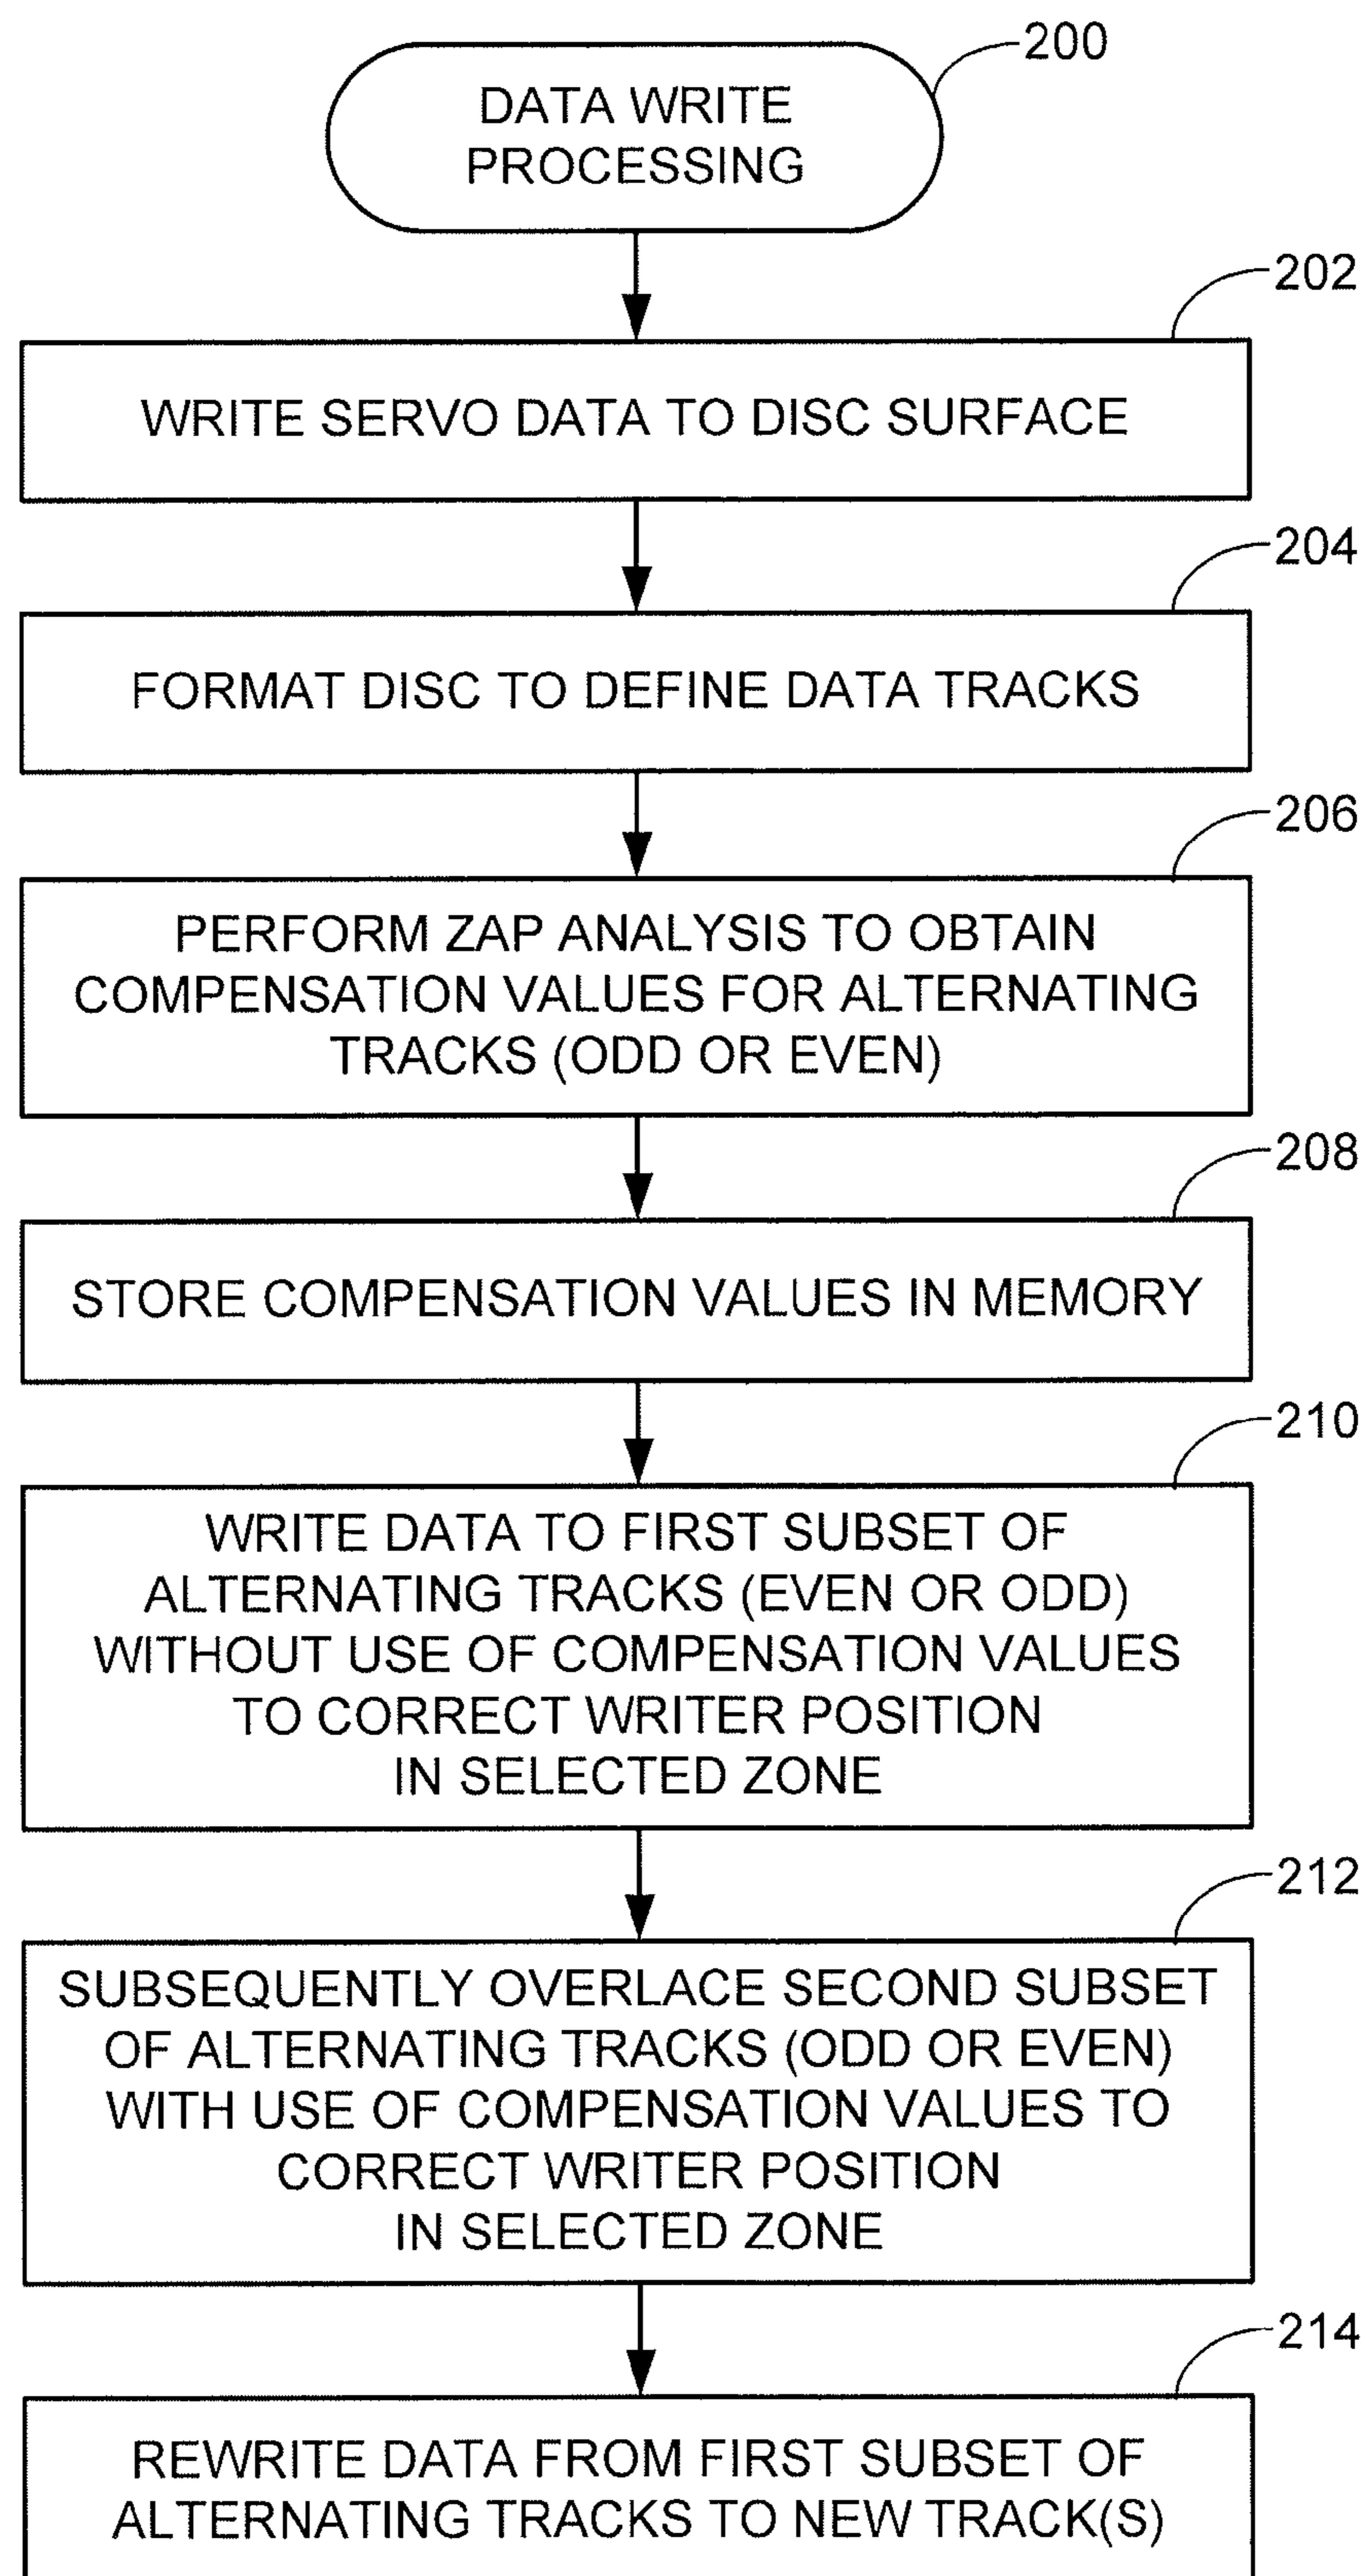 200
DATA WRITE
PROCESSING
202
WRITE SERVO DATA TO DISC SURFACE
204
FORMAT DISC TO DEFINE DATA TRACKS
206
PERFORM ZAP ANALYSIS TO OBTAIN
COMPENSATION VALUES FOR ALTERNATING
TRACKS (ODD OR EVEN)
208
STORE COMPENSATION VALUES IN MEMORY
210
WRITE DATA TO FIRST SUBSET OF
ALTERNATING TRACKS (EVEN OR ODD)
WITHOUT USE OF COMPENSATION VALUES
TO CORRECT WRITER POSITION
IN SELECTED ZONE
212
SUBSEQUENTLY OVERLACE SECOND SUBSET
OF ALTERNATING TRACKS (ODD OR EVEN)
WITH USE OF COMPENSATION VALUES TO
CORRECT WRITER POSITION
IN SELECTED ZONE
214
REWRITE DATA FROM FIRST SUBSET OF
ALTERNATING TRACKS TO NEW TRACK(S)